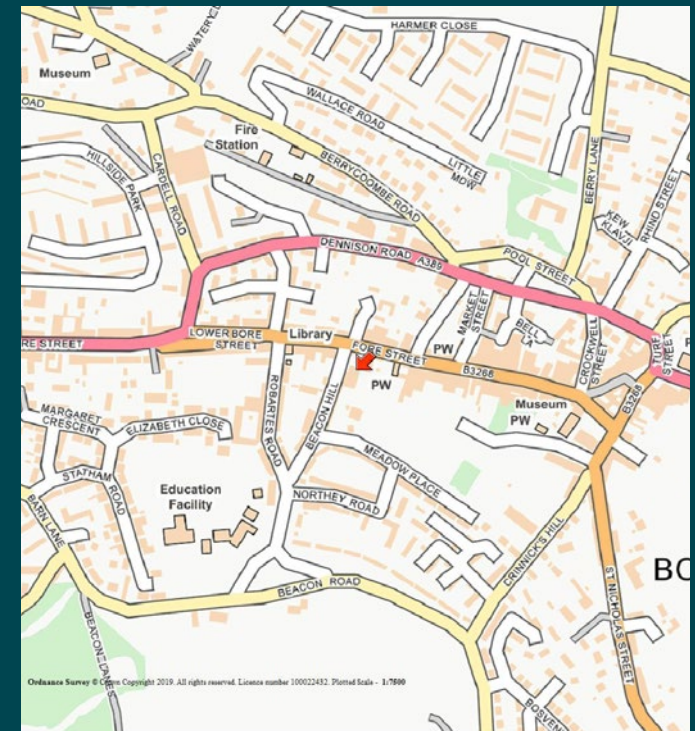 HARMER CLOSE
Museum
WALLACE ROAD
OAD
Fire
Station
BERRYCOOMBE ROAD
LITTLE
MDW
BERRY LANE
HILLSIDE
PARK
CARDELL ROAD
KEW
KLAVJI
RHIND STREET
DENNISON ROAD A389
POOL STREET
MARKET
STREET
BELL
LA
CROCKWELL
STREET
TURF
STREET
RE STREET
LOWER BORE
STREET
Library
FORE STREET
PW
B3268
PW
B3268
ROBARTES ROAD
BEACON HILL
Museum
PW
MARGARET
CRESCENT
ELIZABETH CLOSE
STATHAM
ROAD
MEADOW PLACE
Education
Facility
NORTHEY ROAD
BARN LANE
CRINNICK'S HILL
BEACON ROAD
BO
ST NICHOLAS STREET
Ordnance Survey © Crown Copyright 2019. All rights reserved. Licence number 100022432. Plotted Scale - 1:7500
BOSVEN